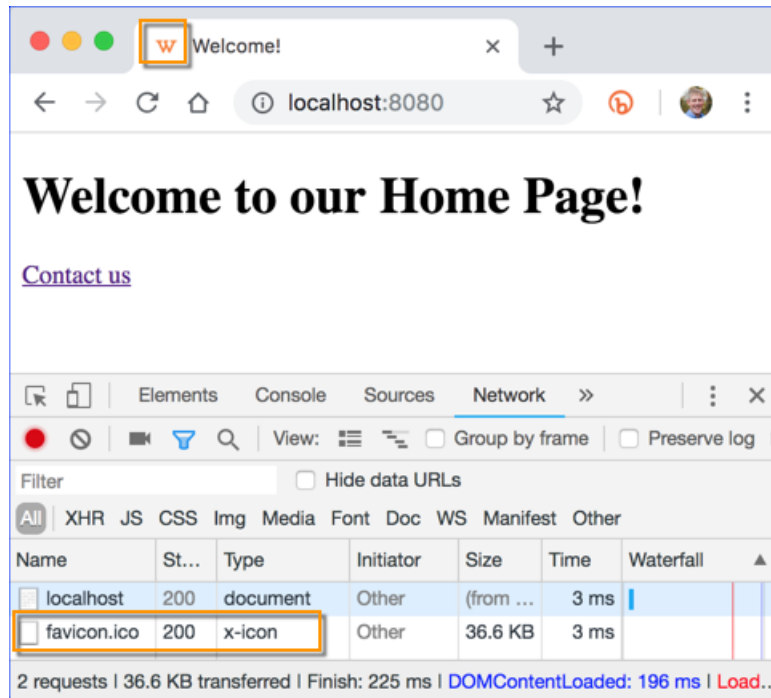 W Welcome!
localhost:8080
Welcome to our Home Page!
Contact us
Elements Console Sources Network »
View: Group by frame Preserve log
Filter Hide data URLs
All XHR JS CSS Img Media Font Doc WS Manifest Other
Name St... Type Initiator Size Time Waterfall
localhost 200 document Other (from ... 3 ms
favicon.ico 200 x-icon Other 36.6 KB 3 ms
2 requests | 36.6 KB transferred | Finish: 225 ms | DOMContentLoaded: 196 ms | Load...